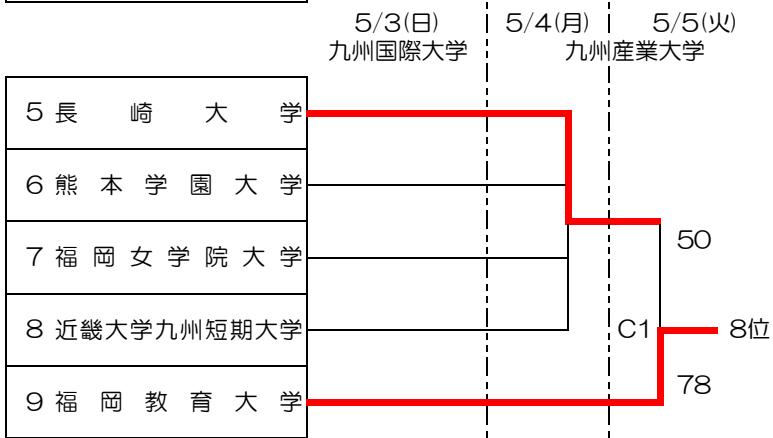 5/3(日) 5/4(月) 5/5(火)
九州国際大学 九州産業大学
5 長崎大学
6 熊本学園大学
7 福岡女学院大学
8 近畿大学九州短期大学
9 福岡教育大学
50
C1 8位
78